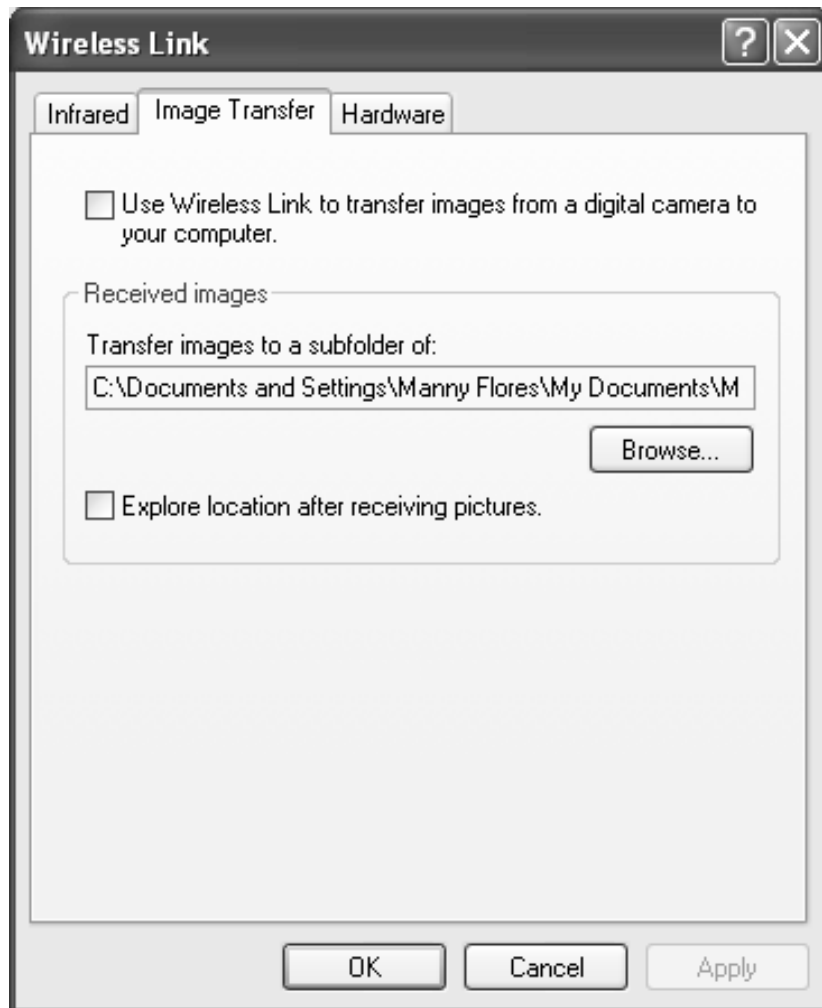 Wireless Link
Infrared
Image Transfer
Hardware
Use Wireless Link to transfer images from a digital camera to
your computer.
Received images
Transfer images to a subfolder of:
C:\Documents and Settings\Manny Flores\My Documents\M
Browse...
Explore location after receiving pictures.
OK
Cancel
Apply